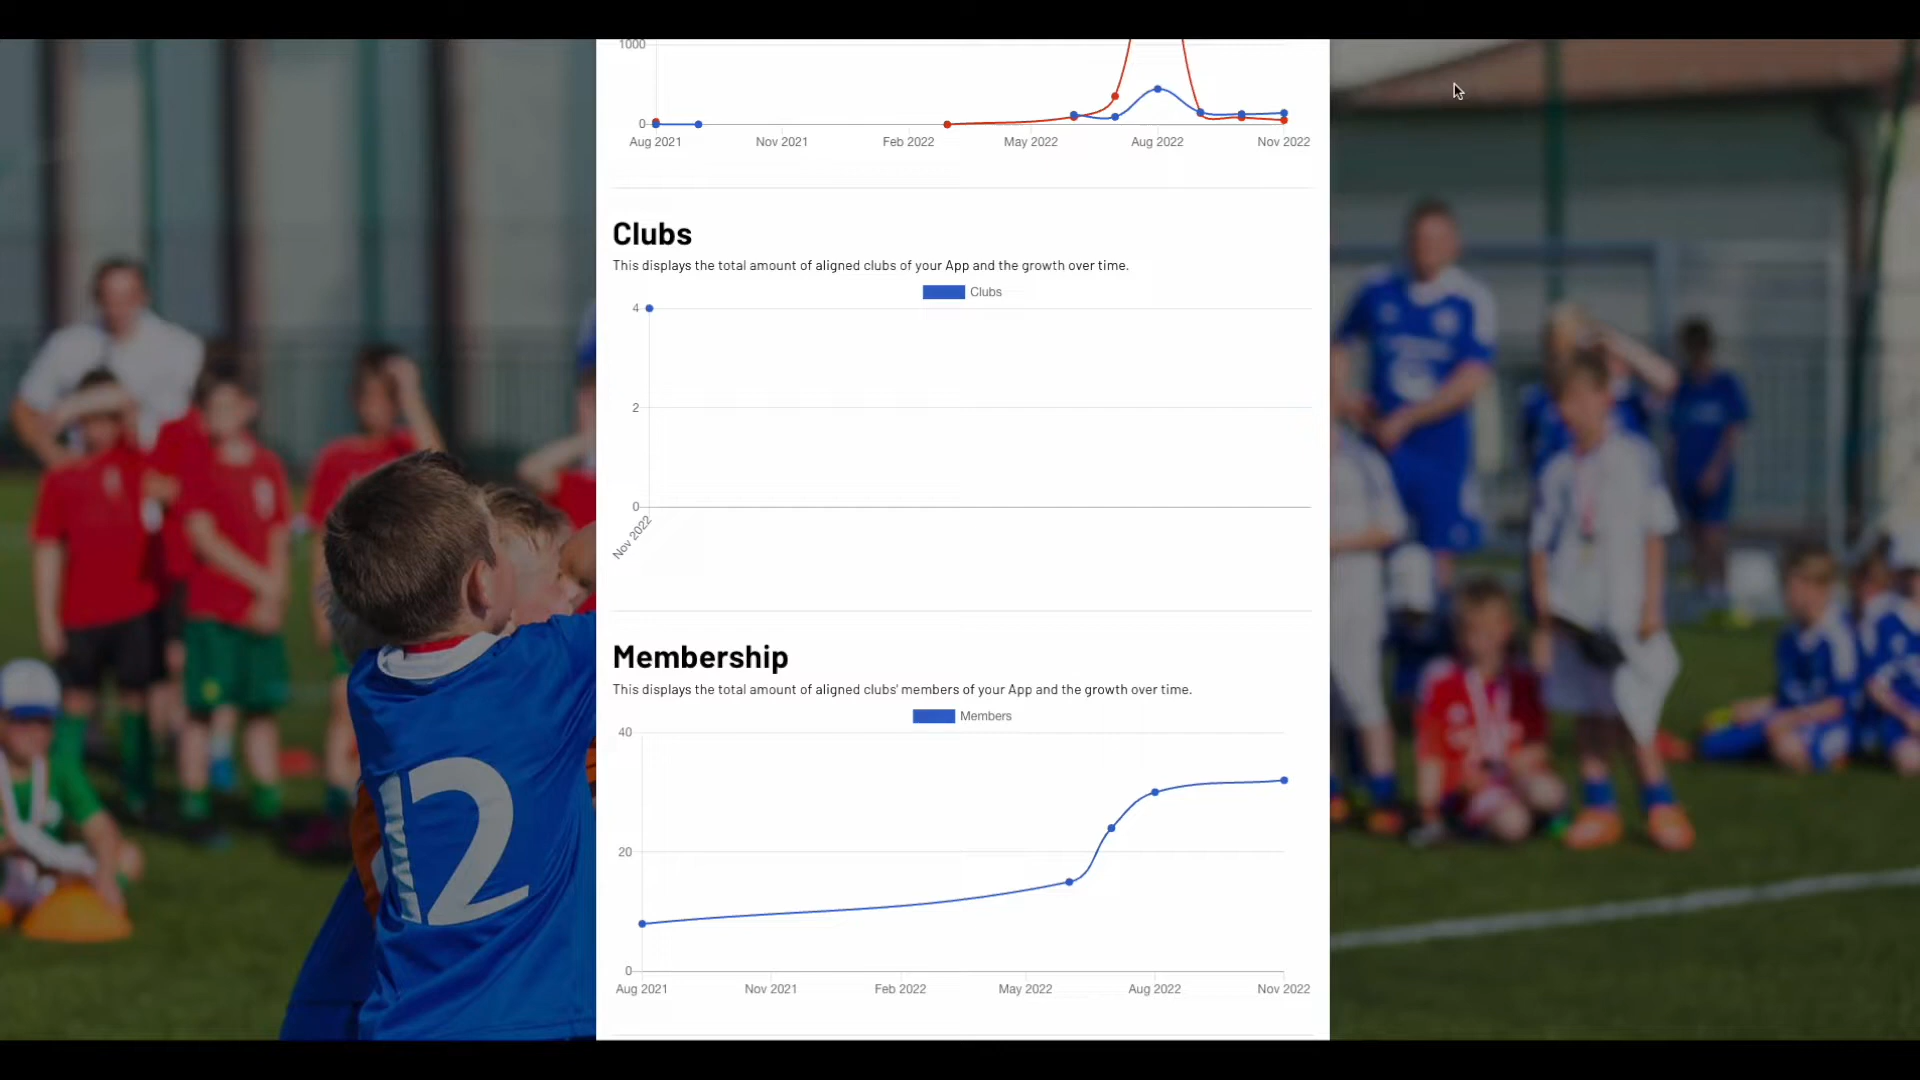 1000
0
Aug 2021 Nov 2021 Feb 2022 May 2022 Aug 2022 Nov 2022
Clubs
This displays the total amount of aligned clubs of your App and the growth over time.
Clubs
4
2
0
Nov 2022
Membership
This displays the total amount of aligned clubs' members of your App and the growth over time.
Members
40
20
0
Aug 2021 Nov 2021 Feb 2022 May 2022 Aug 2022 Nov 2022
12